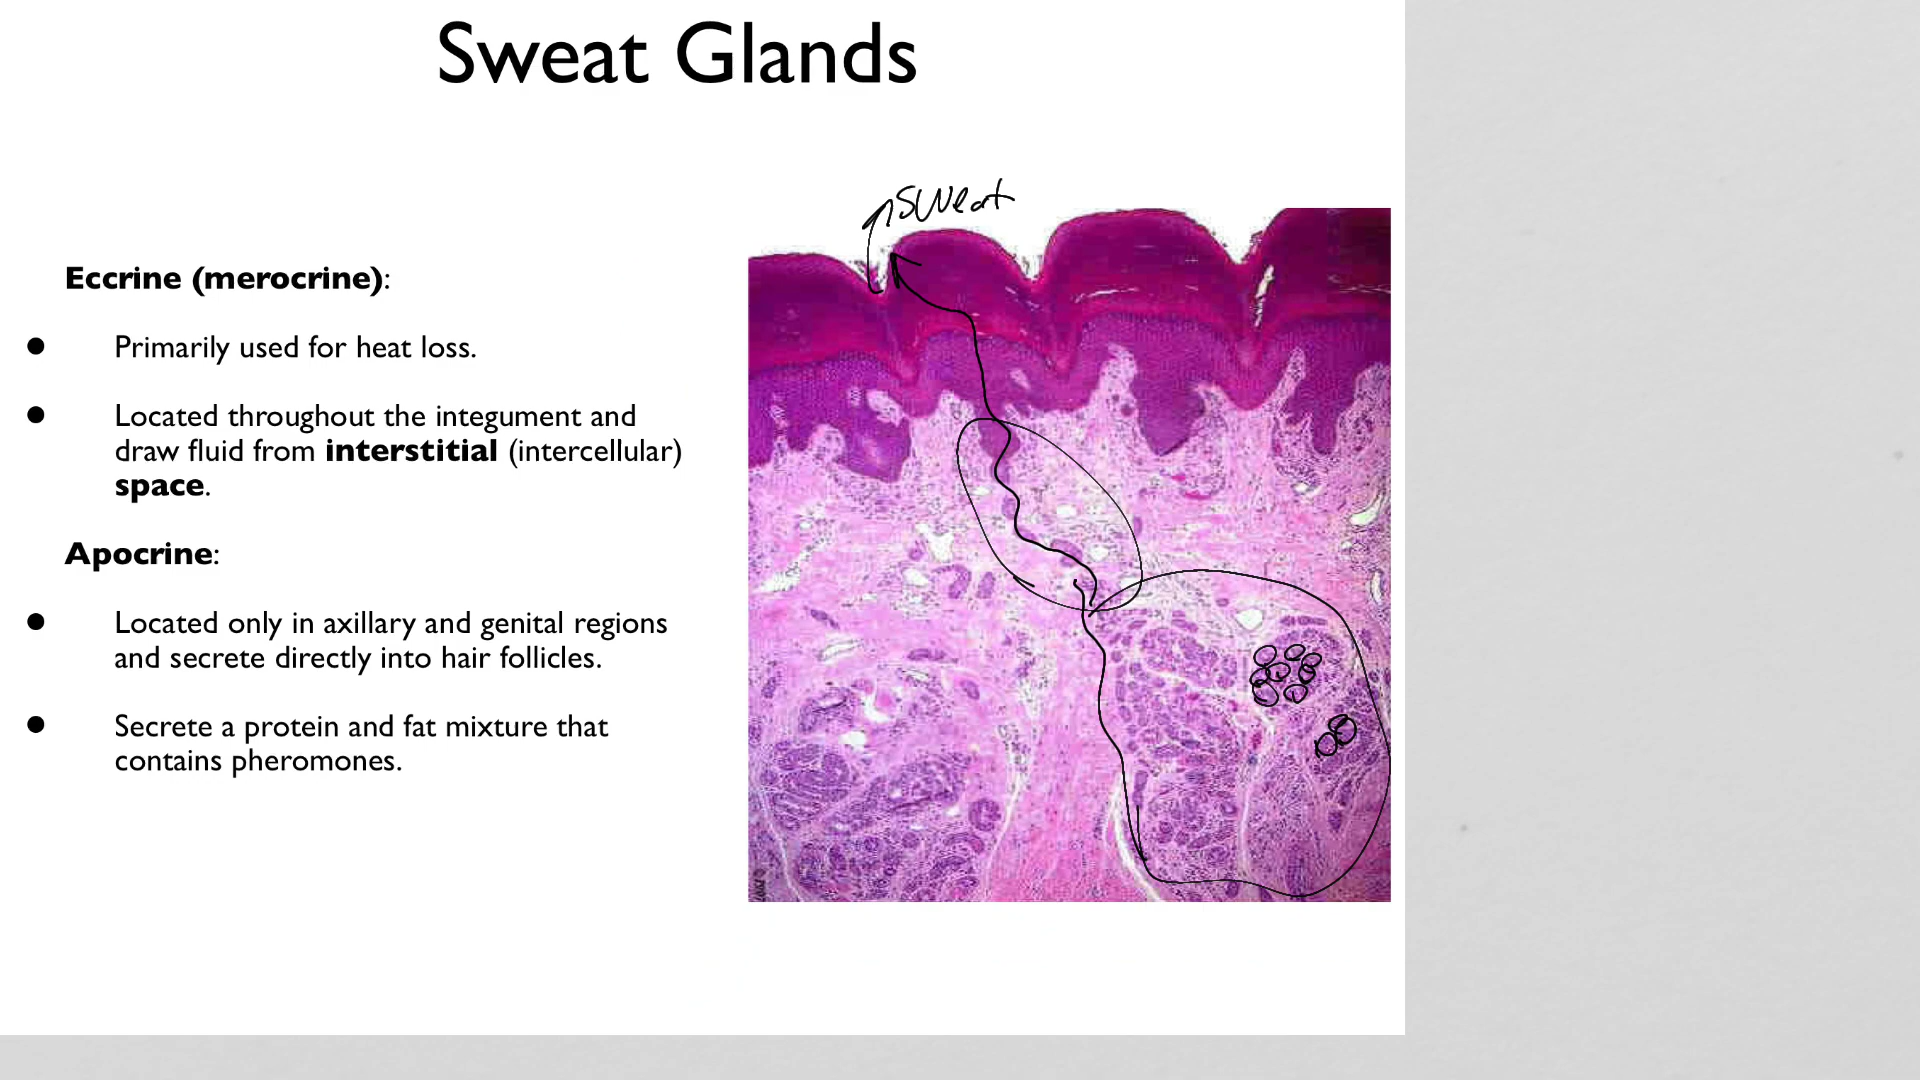 Sweat Glands
sweat
Eccrine (merocrine):
● Primarily used for heat loss.
● Located throughout the integument and
draw fluid from interstitial (intercellular)
space.
Apocrine:
● Located only in axillary and genital regions
and secrete directly into hair follicles.
● Secrete a protein and fat mixture that
contains pheromones.